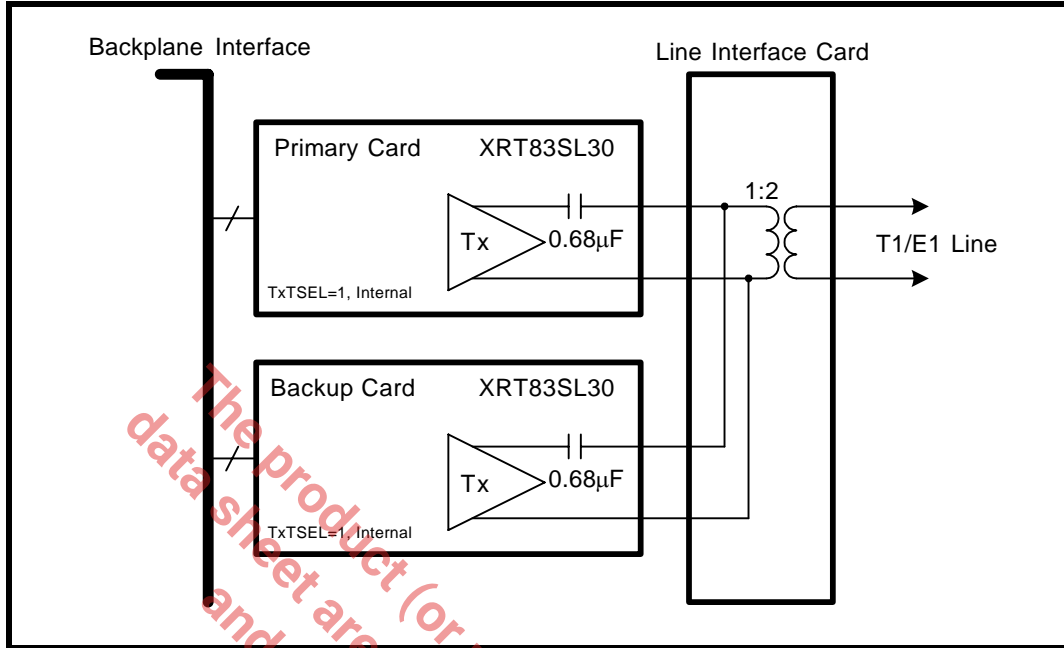 Backplane Interface
Line Interface Card
Primary Card XRT83SL30
1:2
Tx
0.68μF
T1/E1 Line
TxTSEL=1, Internal
Backup Card XRT83SL30
Tx
0.68μF
TxTSEL=1, Internal
The product (or
data sheet are
and